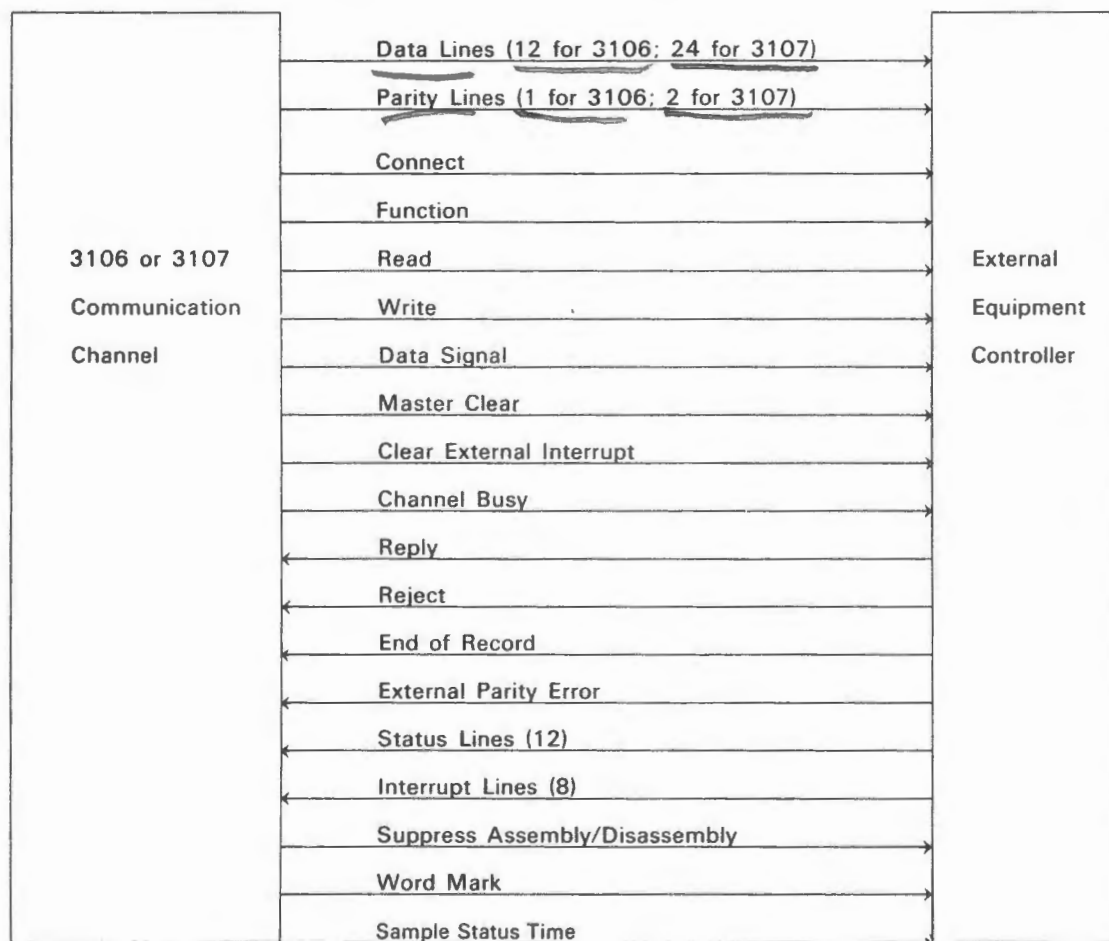 Data Lines (12 for 3106; 24 for 3107)
Parity Lines (1 for 3106; 2 for 3107)
Connect
Function
3106 or 3107
Communication
Channel
Read
Write
Data Signal
Master Clear
Clear External Interrupt
Channel Busy
Reply
Reject
End of Record
External Parity Error
Status Lines (12)
Interrupt Lines (8)
Suppress Assembly/Disassembly
Word Mark
Sample Status Time
External
Equipment
Controller